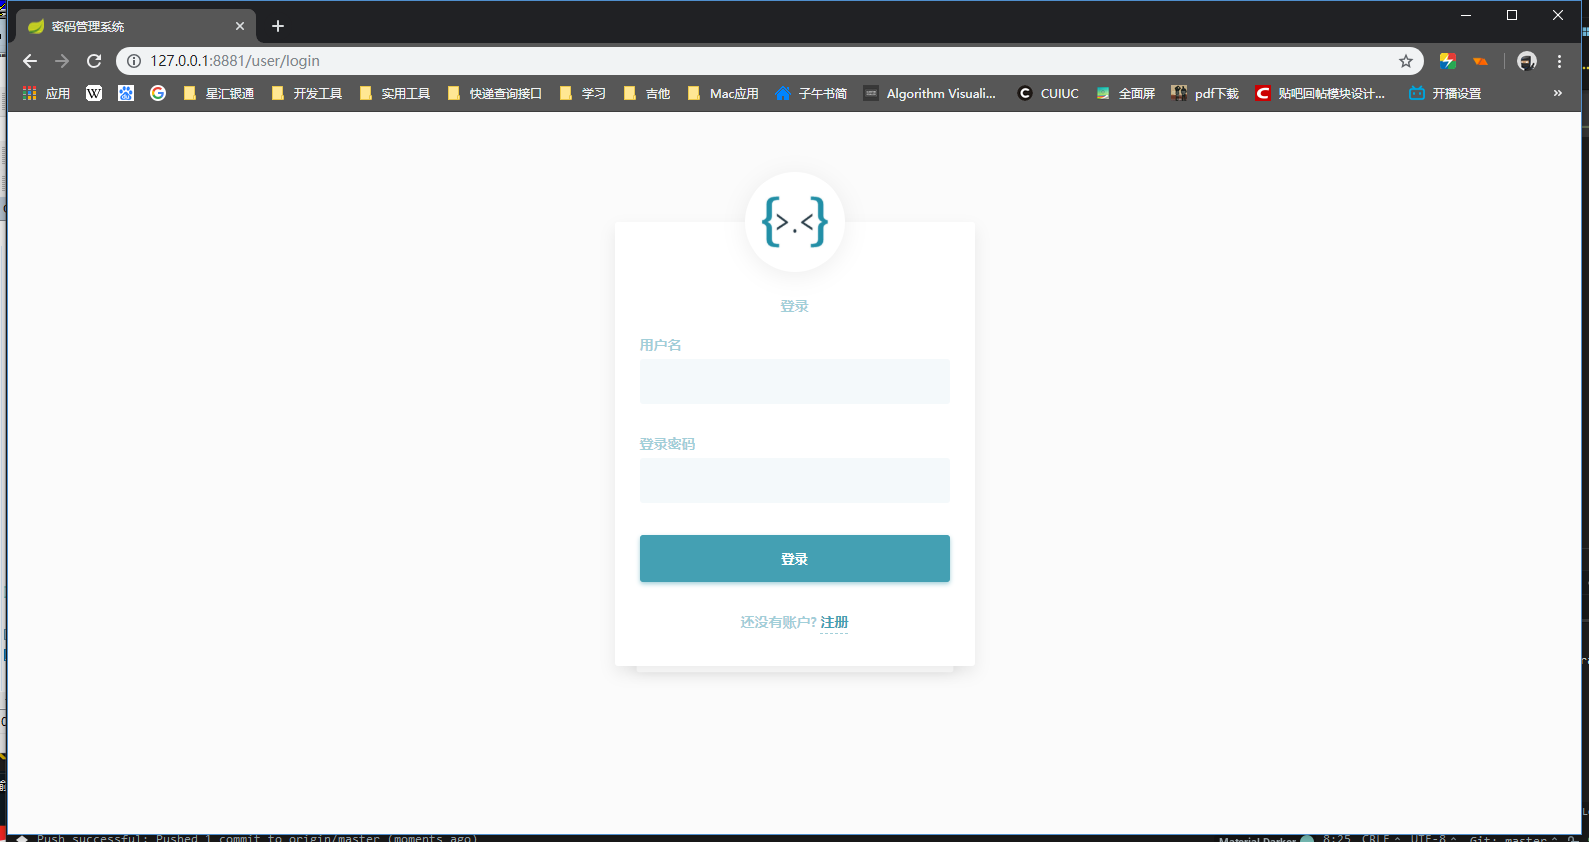 密码管理系统
127.0.0.1:8881/user/login
应用 星汇银通 开发工具 实用工具 快递查询接口 学习 吉他 Mac应用 子午书简 Algorithm Visuali... CUIUC 全面屏 pdf下载 贴吧回帖模块设计... 开播设置 »
{>.<}
登录
用户名
登录密码
登录
还没有账户? 注册
Push successful: Pushed 1 commit to origin/master (moments ago)
Material Darker 8:25 CRLF UTF-8 Git: master